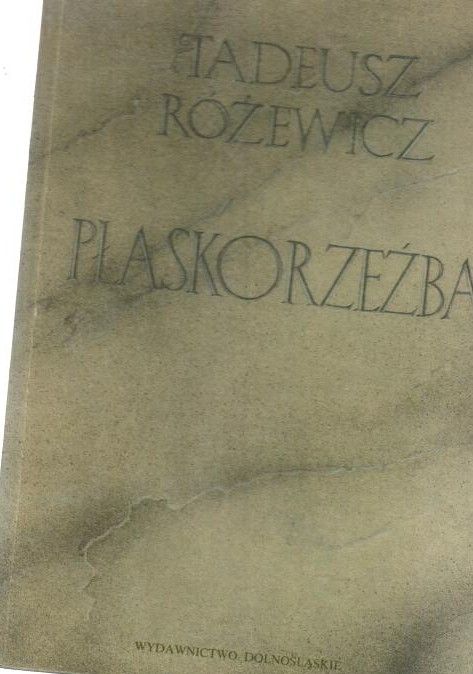 TADEUSZ
RÓŻEWICZ
PŁASKORZEŹBA
WYDAWNICTWO DOLNOŚLĄSKIE